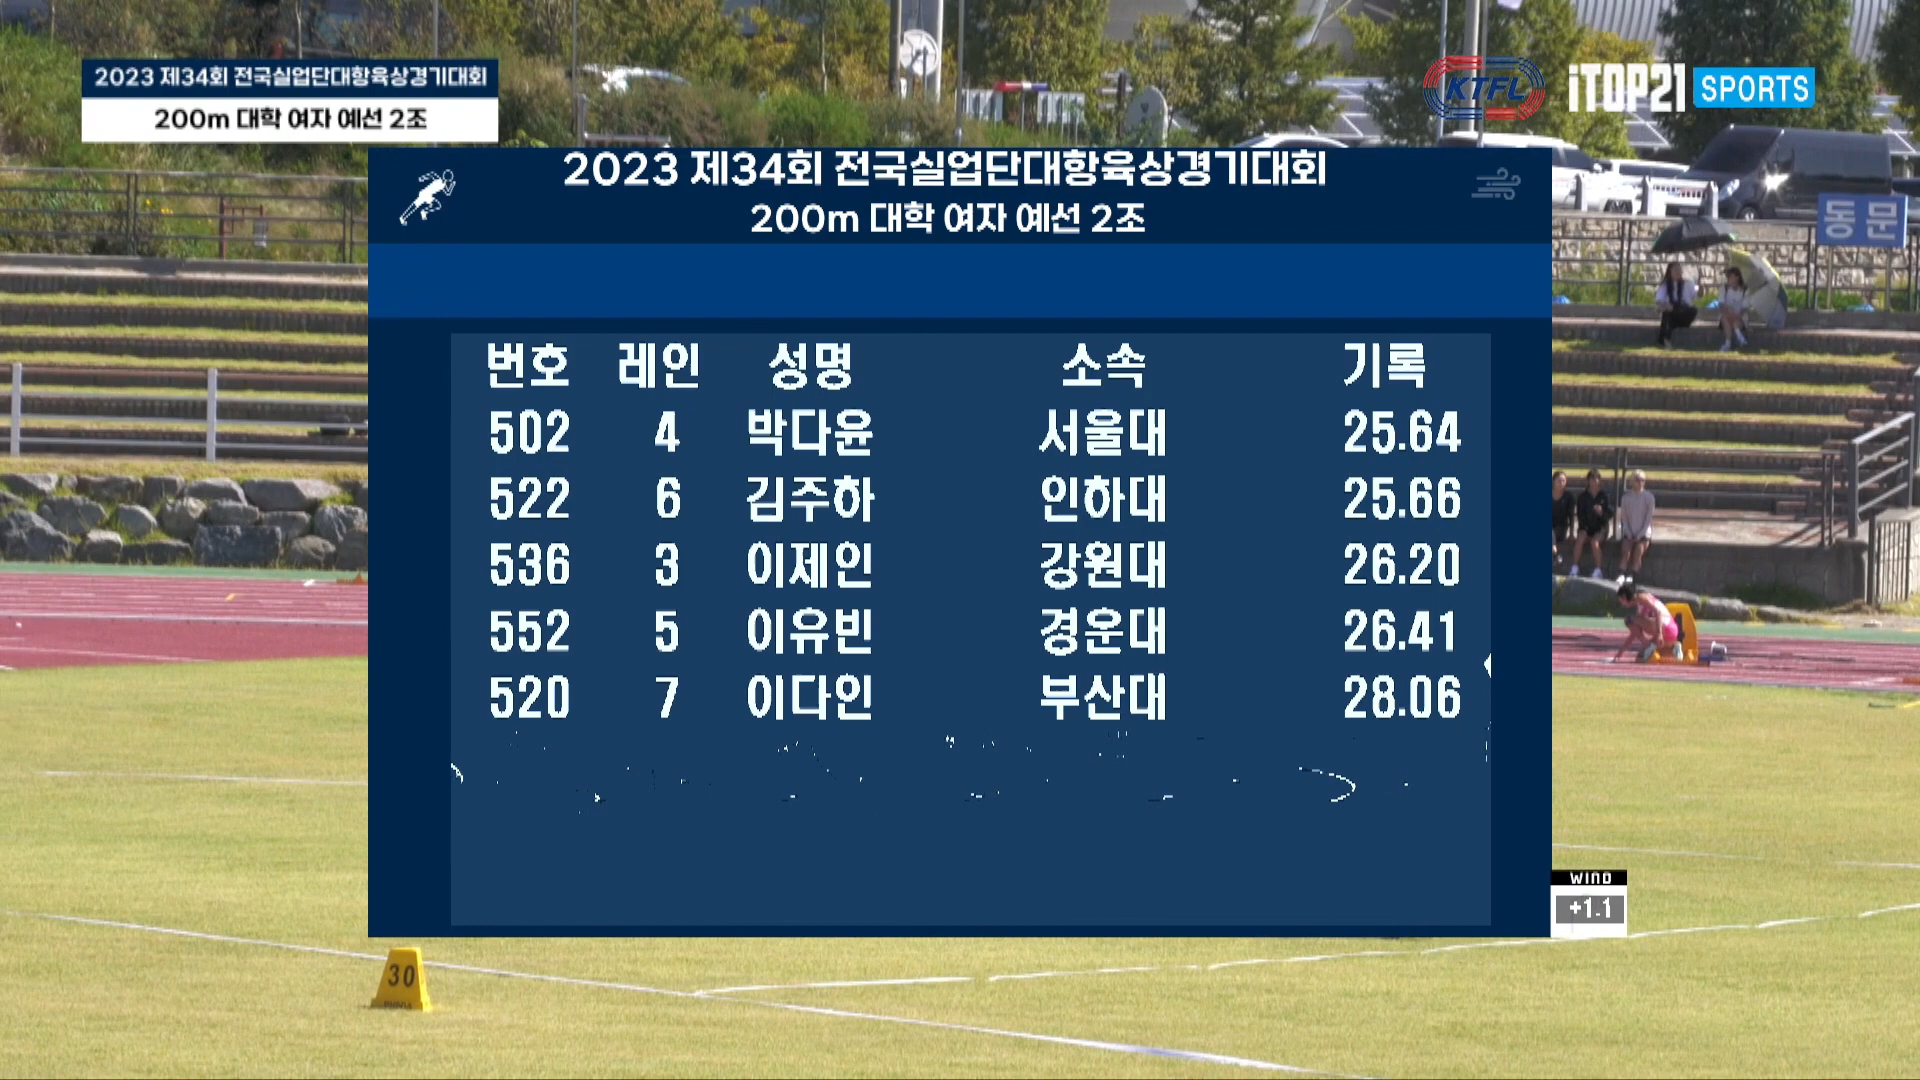 2023 제34회 전국실업단대항육상경기대회
200m 대학 여자 예선 2조
KTFL iTOP21 SPORTS
2023 제34회 전국실업단대항육상경기대회
200m 대학 여자 예선 2조
동문
번호 레인 성명 소속 기록
502 4 박다윤 서울대 25.64
522 6 김주하 인하대 25.66
536 3 이제인 강원대 26.20
552 5 이유빈 경운대 26.41
520 7 이다인 부산대 28.06
WIND
+1.1
30